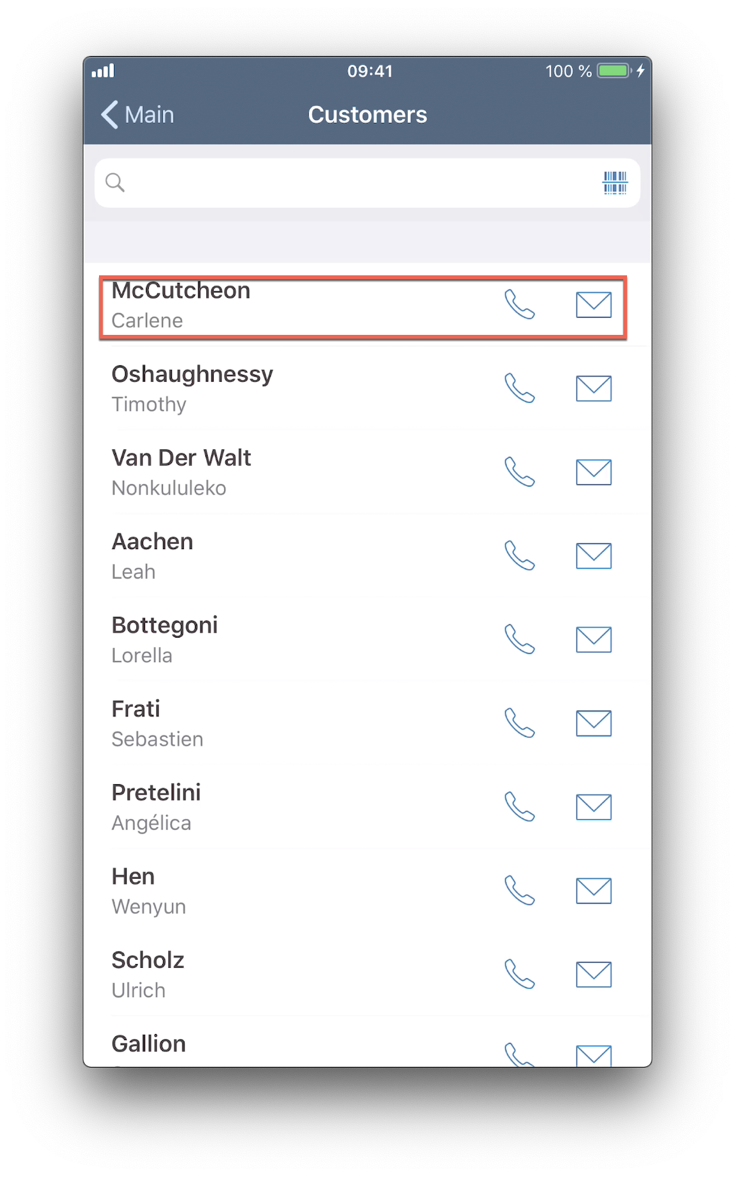 09:41
100 %
Main
Customers
McCutcheon
Carlene
Oshaughnessy
Timothy
Van Der Walt
Nonkululeko
Aachen
Leah
Bottegoni
Lorella
Frati
Sebastien
Pretelini
Angélica
Hen
Wenyun
Scholz
Ulrich
Gallion